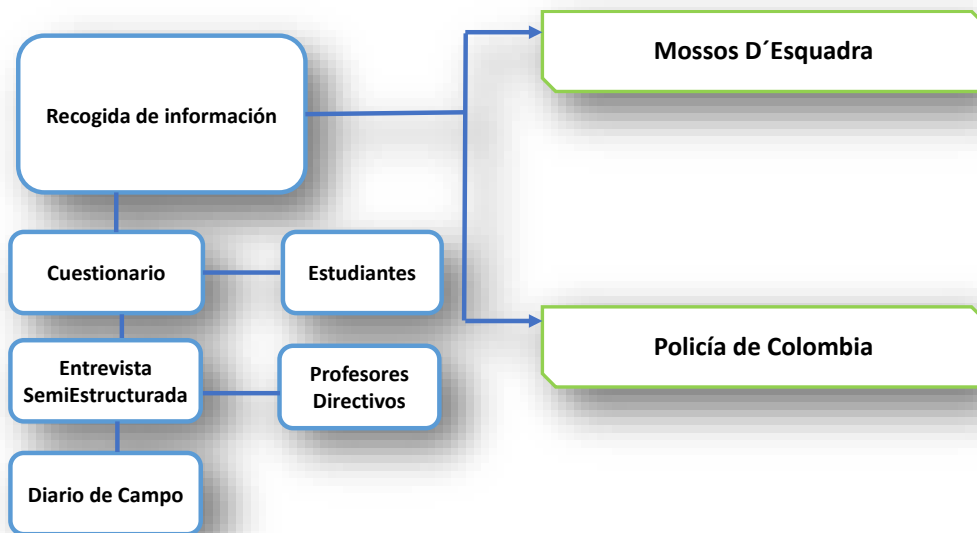 Mossos D´Esquadra
Recogida de información
Cuestionario
Estudiantes
Entrevista
SemiEstructurada
Profesores
Directivos
Policía de Colombia
Diario de Campo